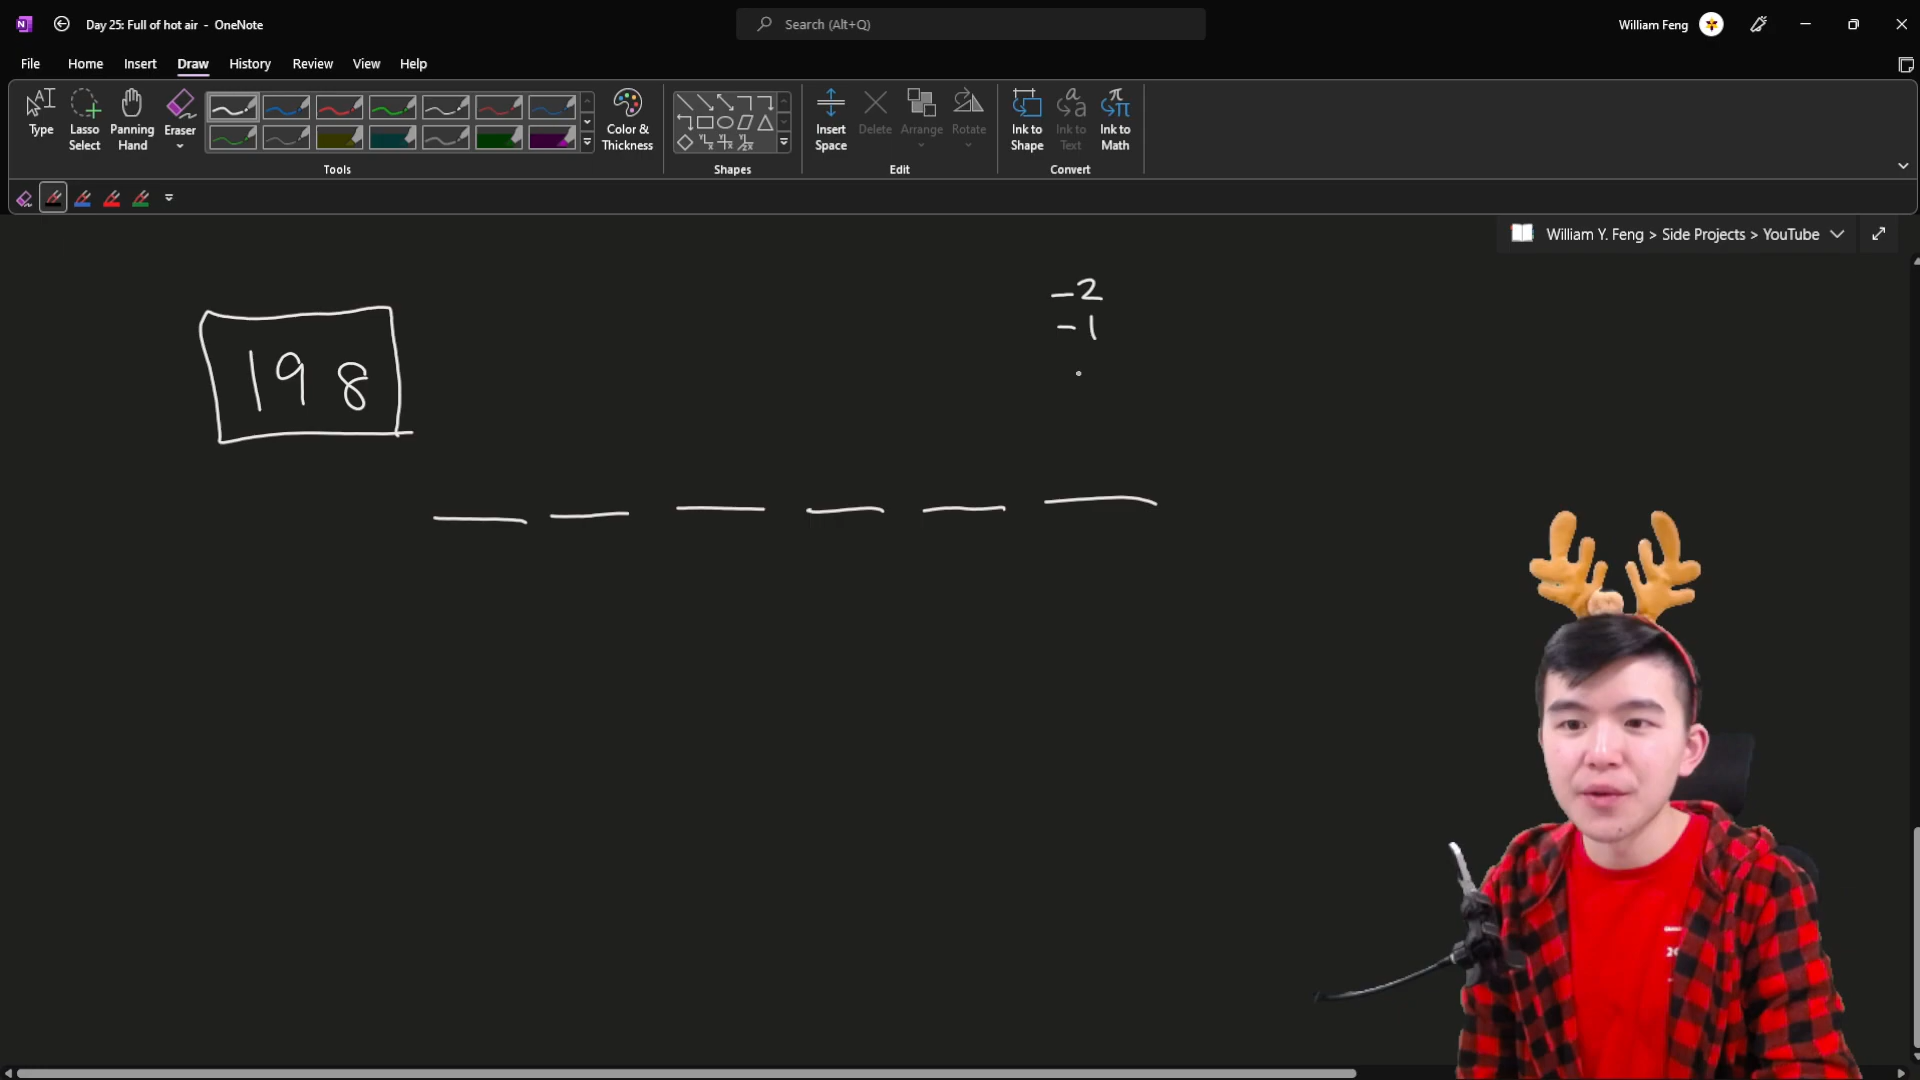 Day 25: Full of hot air - OneNote
Search (Alt+Q)
William Feng
File Home Insert Draw History Review View Help
Type
Lasso Select
Panning Hand
Eraser
Color & Thickness
Insert Space
Delete
Arrange
Rotate
Ink to Shape
Ink to Text
Ink to Math
Tools
Shapes
Edit
Convert
William Y. Feng > Side Projects > YouTube
-2
-1
198